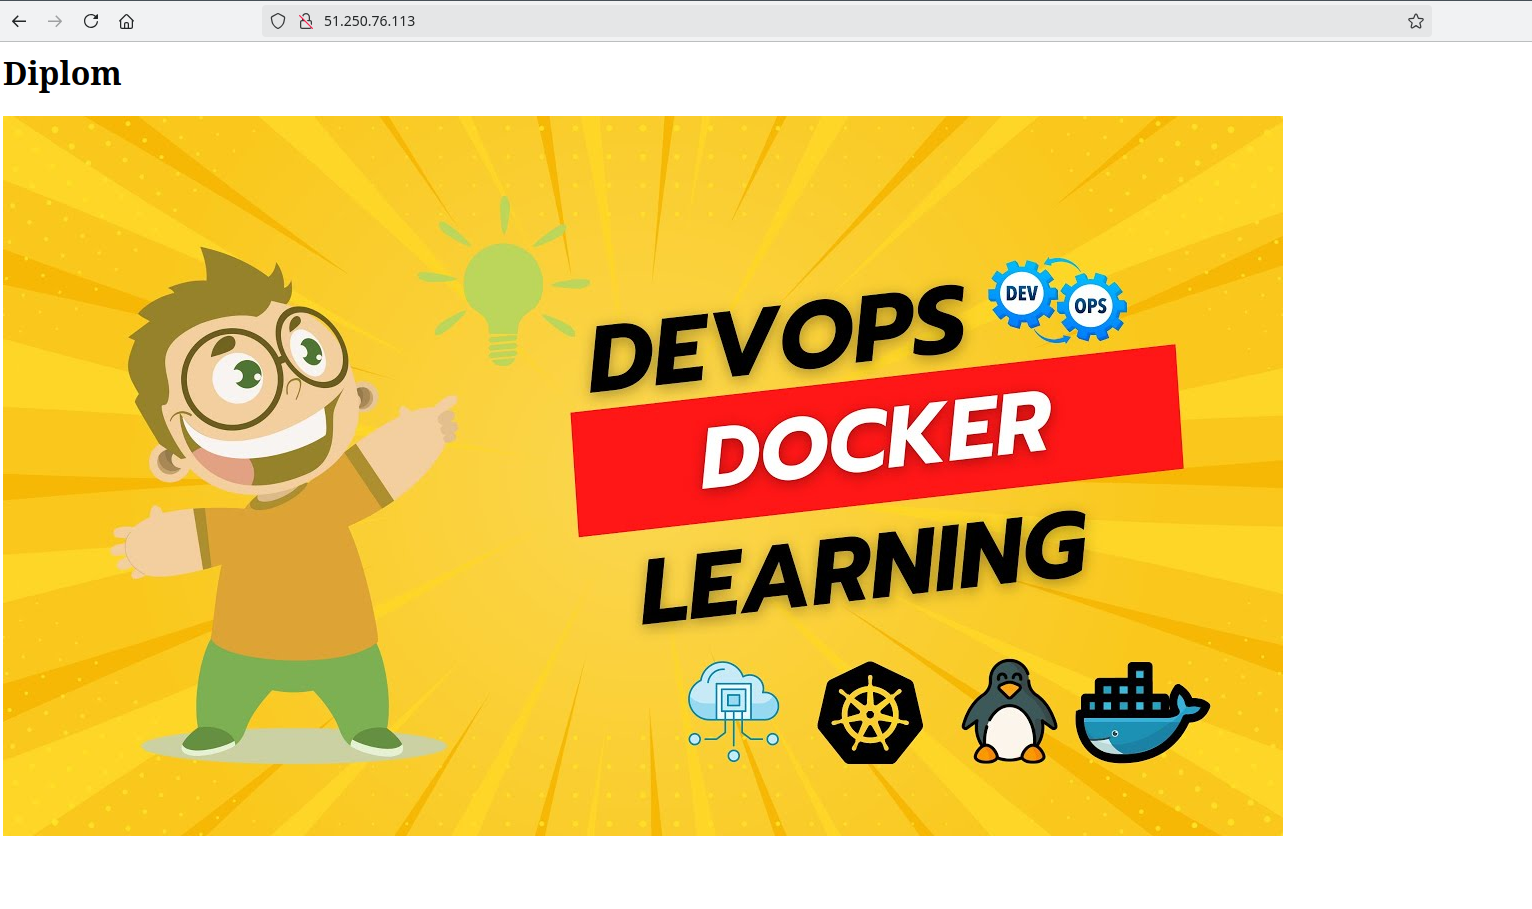 51.250.76.113
Diplom
DEVOPS
DEV
OPS
DOCKER
LEARNING